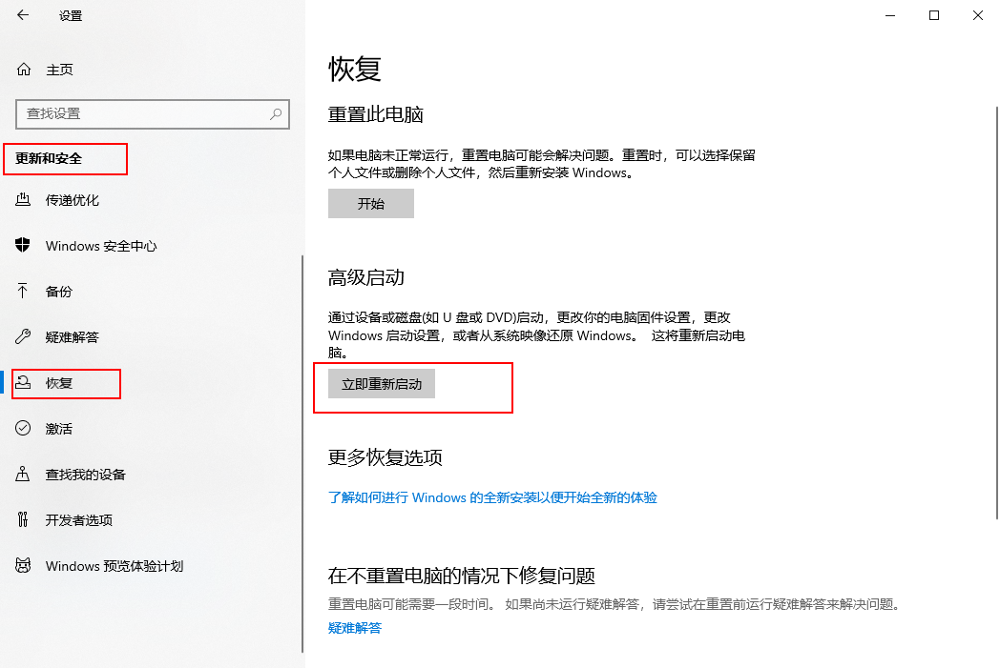 设置
主页
查找设置
更新和安全
传递优化
Windows 安全中心
备份
疑难解答
恢复
激活
查找我的设备
开发者选项
Windows 预览体验计划
恢复
重置此电脑
如果电脑未正常运行，重置电脑可能会解决问题。重置时，可以选择保留
个人文件或删除个人文件，然后重新安装 Windows。
开始
高级启动
通过设备或磁盘(如 U 盘或 DVD)启动，更改你的电脑固件设置，更改
Windows 启动设置，或者从系统映像还原 Windows。 这将重新启动电
脑。
立即重新启动
更多恢复选项
了解如何进行 Windows 的全新安装以便开始全新的体验
在不重置电脑的情况下修复问题
重置电脑可能需要一段时间。 如果尚未运行疑难解答，请尝试在重置前运行疑难解答来解决问题。
疑难解答